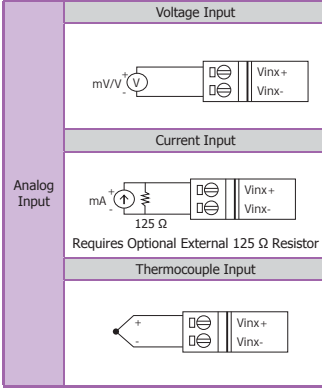 Analog
Input
Voltage Input
mV/V
+
-
V
Vinx+
Vinx-
Current Input
mA
+
-
125 Ω
Vinx+
Vinx-
Requires Optional External 125 Ω Resistor
Thermocouple Input
+
-
Vinx+
Vinx-